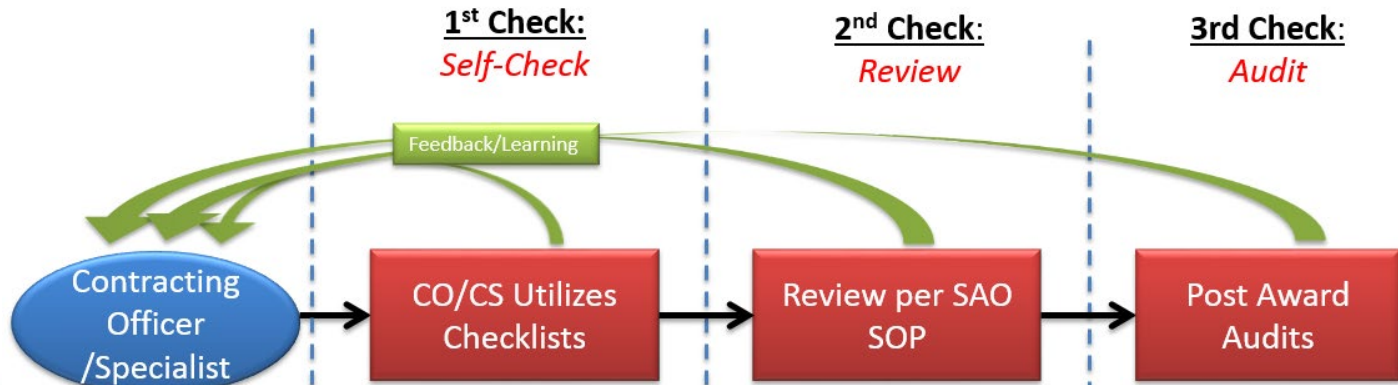 1st Check:
Self-Check
2nd Check:
Review
3rd Check:
Audit
Feedback/Learning
Contracting
Officer
/Specialist
CO/CS Utilizes
Checklists
Review per SAO
SOP
Post Award
Audits